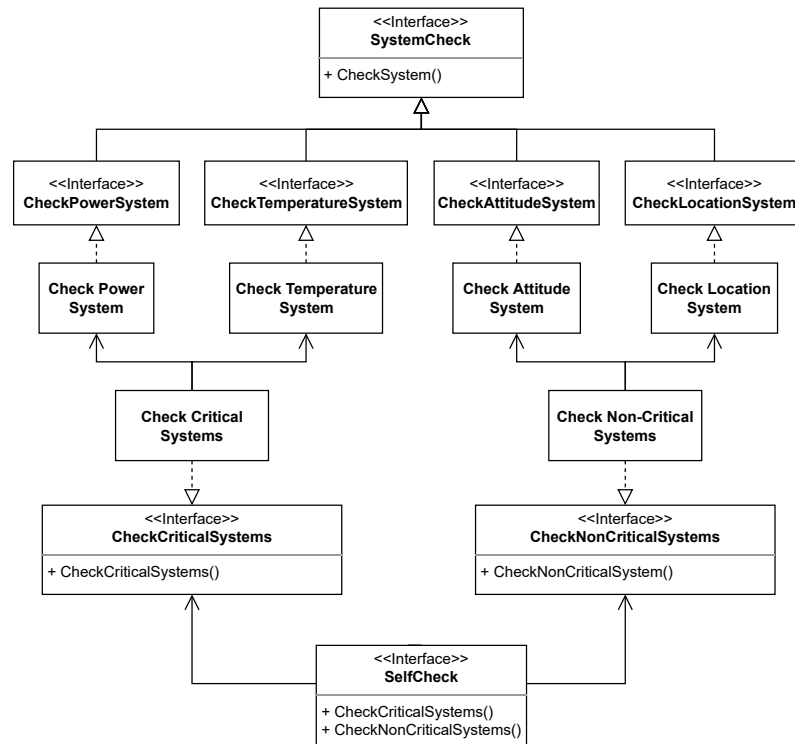 <<Interface>>
SystemCheck
+ CheckSystem()
<<Interface>>
CheckPowerSystem
<<Interface>>
CheckTemperatureSystem
<<Interface>>
CheckAttitudeSystem
<<Interface>>
CheckLocationSystem
Check Power
System
Check Temperature
System
Check Attitude
System
Check Location
System
Check Critical
Systems
Check Non-Critical
Systems
<<Interface>>
CheckCriticalSystems
+ CheckCriticalSystems()
<<Interface>>
CheckNonCriticalSystems
+ CheckNonCriticalSystem()
<<Interface>>
SelfCheck
+ CheckCriticalSystems()
+ CheckNonCriticalSystems()